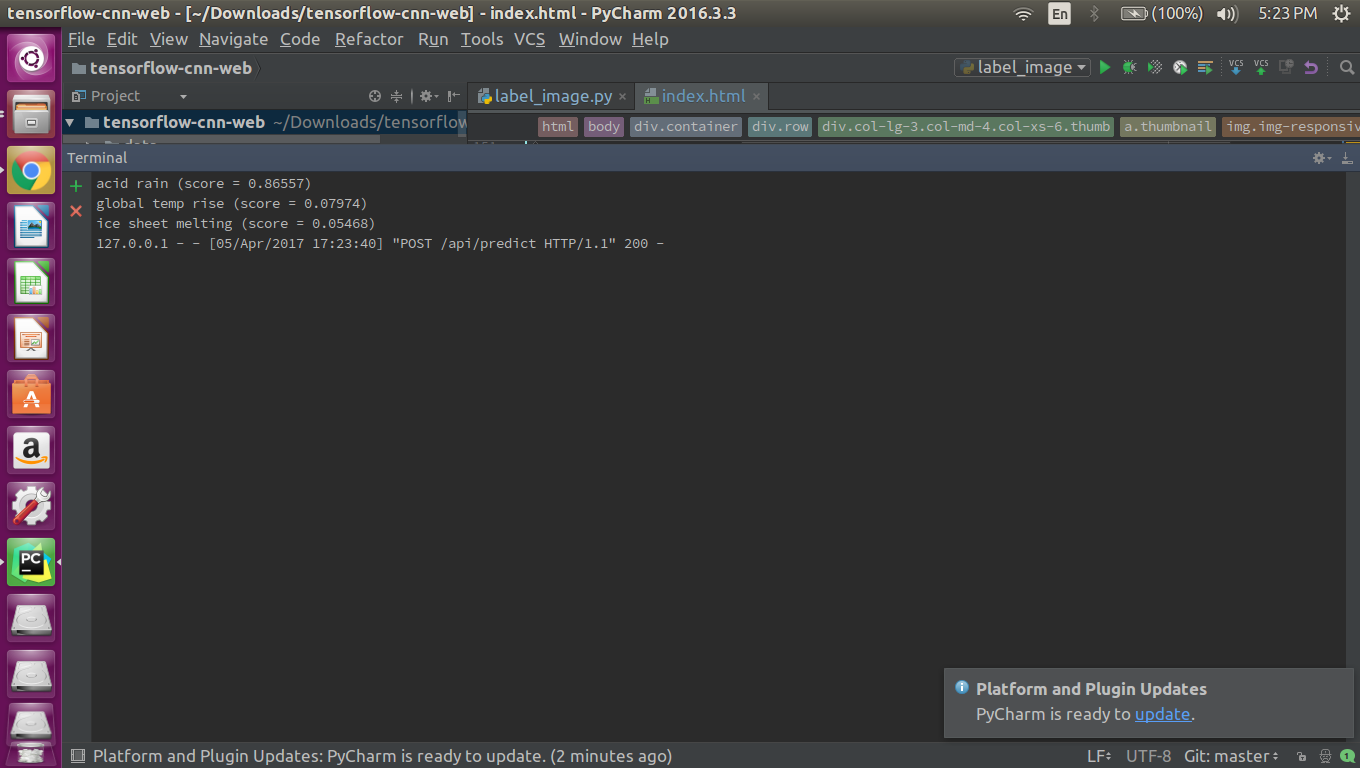 tensorflow-cnn-web - [~/Downloads/tensorflow-cnn-web] - index.html - PyCharm 2016.3.3
En
(100%)
5:23 PM
File Edit View Navigate Code Refactor Run Tools VCS Window Help
tensorflow-cnn-web
label_image
VCS VCS
Project
label_image.py × index.html ×
tensorflow-cnn-web ~/Downloads/tensorflow
html body div.container div.row div.col-lg-3.col-md-4.col-xs-6.thumb a.thumbnail img.img-responsiv
Terminal
acid rain (score = 0.86557)
global temp rise (score = 0.07974)
ice sheet melting (score = 0.05468)
127.0.0.1 - - [05/Apr/2017 17:23:40] "POST /api/predict HTTP/1.1" 200 -
A
a
PC
Platform and Plugin Updates
PyCharm is ready to update.
Platform and Plugin Updates: PyCharm is ready to update. (2 minutes ago)
LF UTF-8 Git: master
1